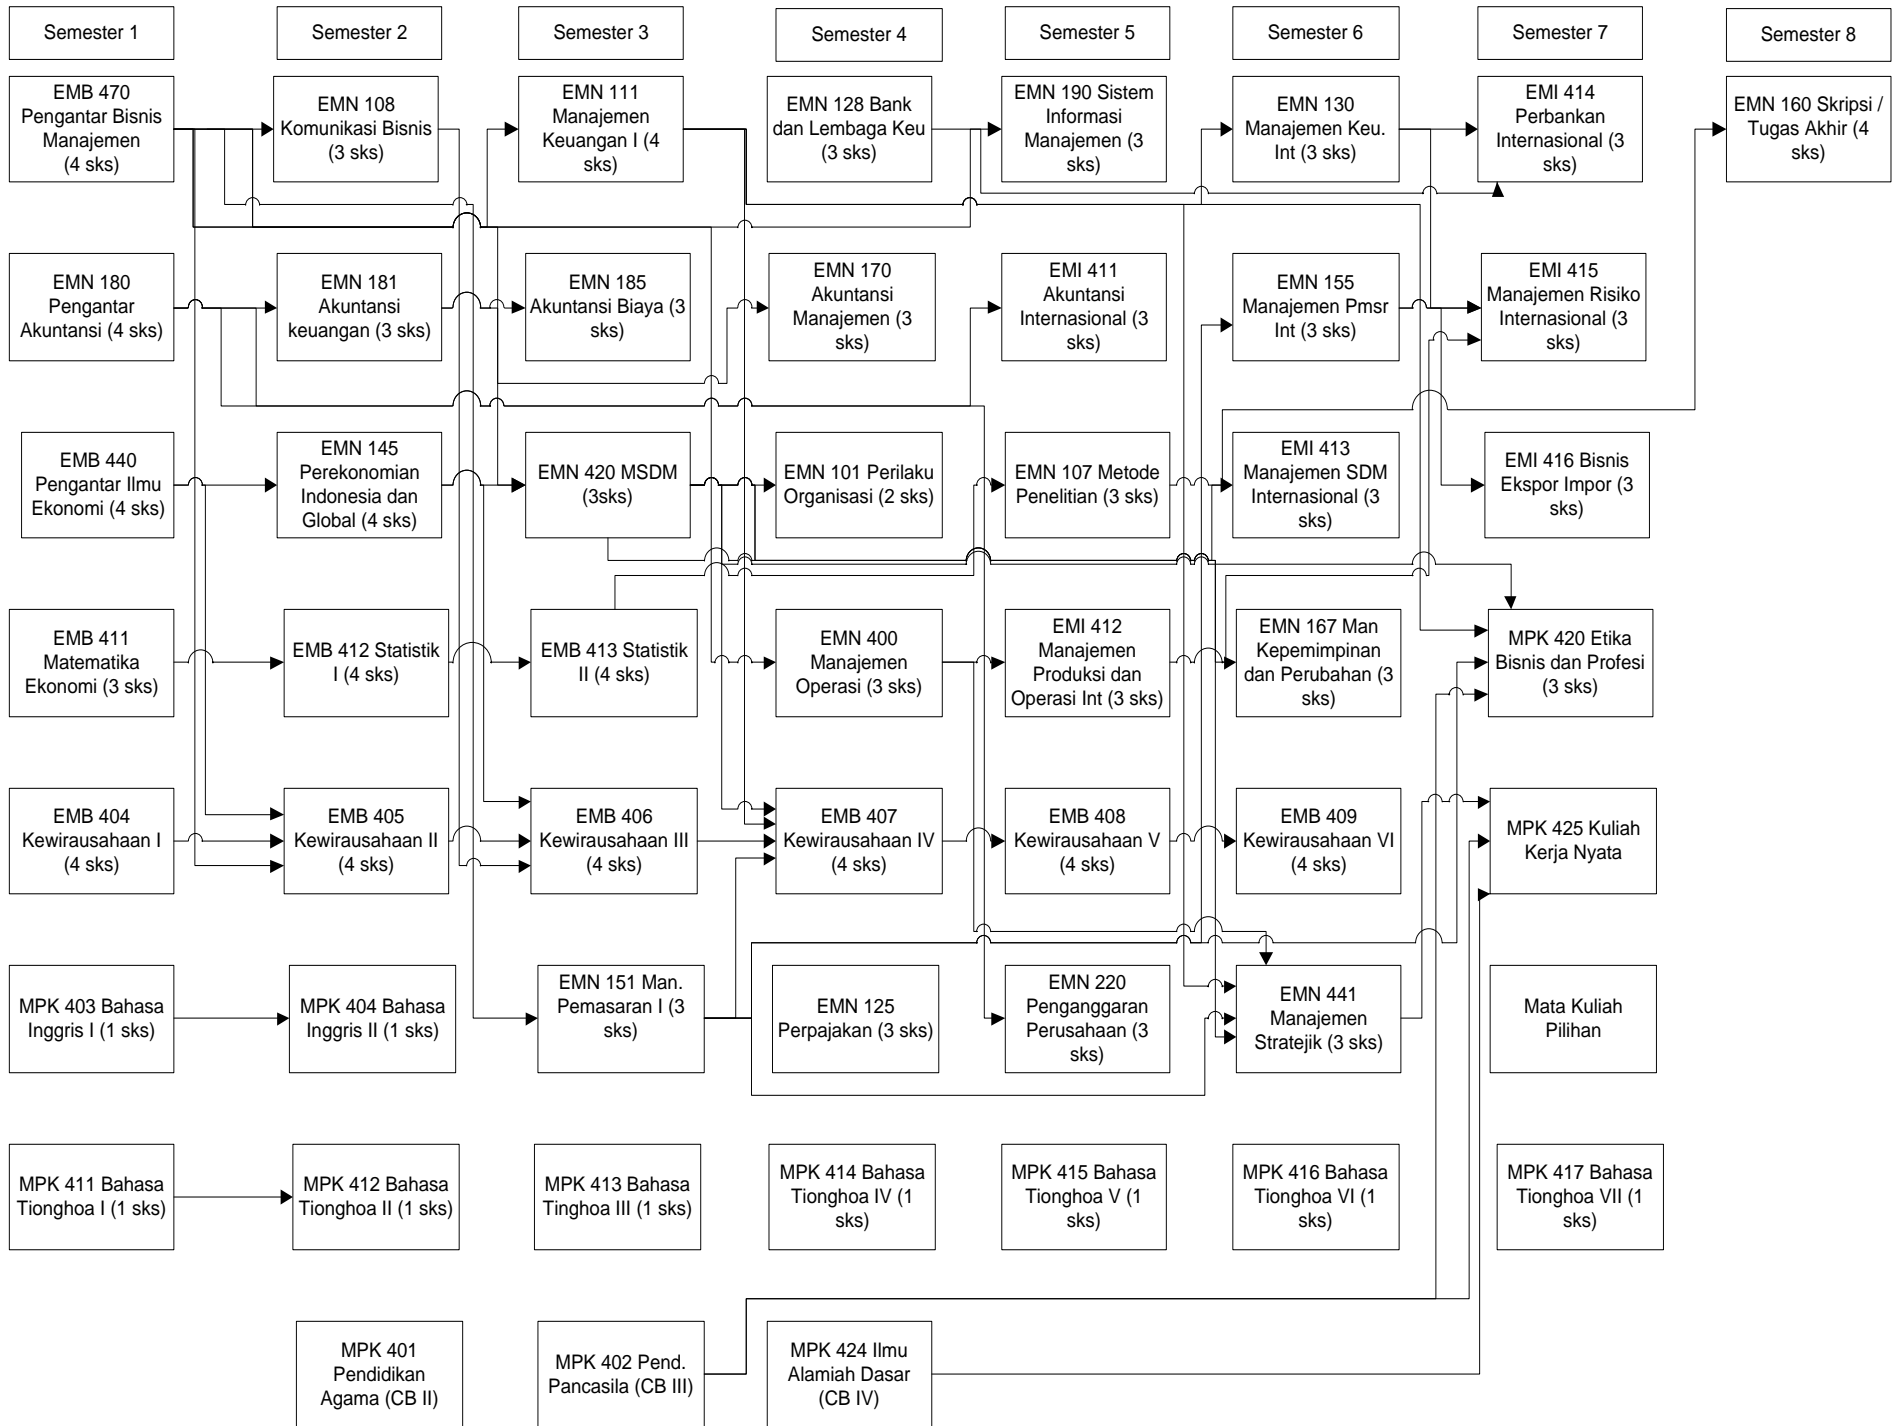 Semester 1
Semester 2
Semester 3
Semester 4
Semester 5
Semester 6
Semester 7
Semester 8
EMB 470
Pengantar Bisnis
Manajemen
(4 sks)
EMN 108
Komunikasi Bisnis
(3 sks)
EMN 111
Manajemen
Keuangan I (4
sks)
EMN 128 Bank
dan Lembaga Keu
(3 sks)
EMN 190 Sistem
Informasi
Manajemen (3
sks)
EMN 130
Manajemen Keu.
Int (3 sks)
EMI 414
Perbankan
Internasional (3
sks)
EMN 160 Skripsi /
Tugas Akhir (4
sks)
EMN 180
Pengantar
Akuntansi (4 sks)
EMN 181
Akuntansi
keuangan (3 sks)
EMN 185
Akuntansi Biaya (3
sks)
EMN 170
Akuntansi
Manajemen (3
sks)
EMI 411
Akuntansi
Internasional (3
sks)
EMN 155
Manajemen Pmsr
Int (3 sks)
EMI 415
Manajemen Risiko
Internasional (3
sks)
EMB 440
Pengantar Ilmu
Ekonomi (4 sks)
EMN 145
Perekonomian
Indonesia dan
Global (4 sks)
EMN 420 MSDM
(3sks)
EMN 101 Perilaku
Organisasi (2 sks)
EMN 107 Metode
Penelitian (3 sks)
EMI 413
Manajemen SDM
Internasional (3
sks)
EMI 416 Bisnis
Ekspor Impor (3
sks)
EMB 411
Matematika
Ekonomi (3 sks)
EMB 412 Statistik
I (4 sks)
EMB 413 Statistik
II (4 sks)
EMN 400
Manajemen
Operasi (3 sks)
EMI 412
Manajemen
Produksi dan
Operasi Int (3 sks)
EMN 167 Man
Kepemimpinan
dan Perubahan (3
sks)
MPK 420 Etika
Bisnis dan Profesi
(3 sks)
EMB 404
Kewirausahaan I
(4 sks)
EMB 405
Kewirausahaan II
(4 sks)
EMB 406
Kewirausahaan III
(4 sks)
EMB 407
Kewirausahaan IV
(4 sks)
EMB 408
Kewirausahaan V
(4 sks)
EMB 409
Kewirausahaan VI
(4 sks)
MPK 425 Kuliah
Kerja Nyata
MPK 403 Bahasa
Inggris I (1 sks)
MPK 404 Bahasa
Inggris II (1 sks)
EMN 151 Man.
Pemasaran I (3
sks)
EMN 125
Perpajakan (3 sks)
EMN 220
Penganggaran
Perusahaan (3
sks)
EMN 441
Manajemen
Stratejik (3 sks)
Mata Kuliah
Pilihan
MPK 411 Bahasa
Tionghoa I (1 sks)
MPK 412 Bahasa
Tionghoa II (1 sks)
MPK 413 Bahasa
Tinghoa III (1 sks)
MPK 414 Bahasa
Tionghoa IV (1
sks)
MPK 415 Bahasa
Tionghoa V (1
sks)
MPK 416 Bahasa
Tionghoa VI (1
sks)
MPK 417 Bahasa
Tionghoa VII (1
sks)
MPK 401
Pendidikan
Agama (CB II)
MPK 402 Pend.
Pancasila (CB III)
MPK 424 Ilmu
Alamiah Dasar
(CB IV)